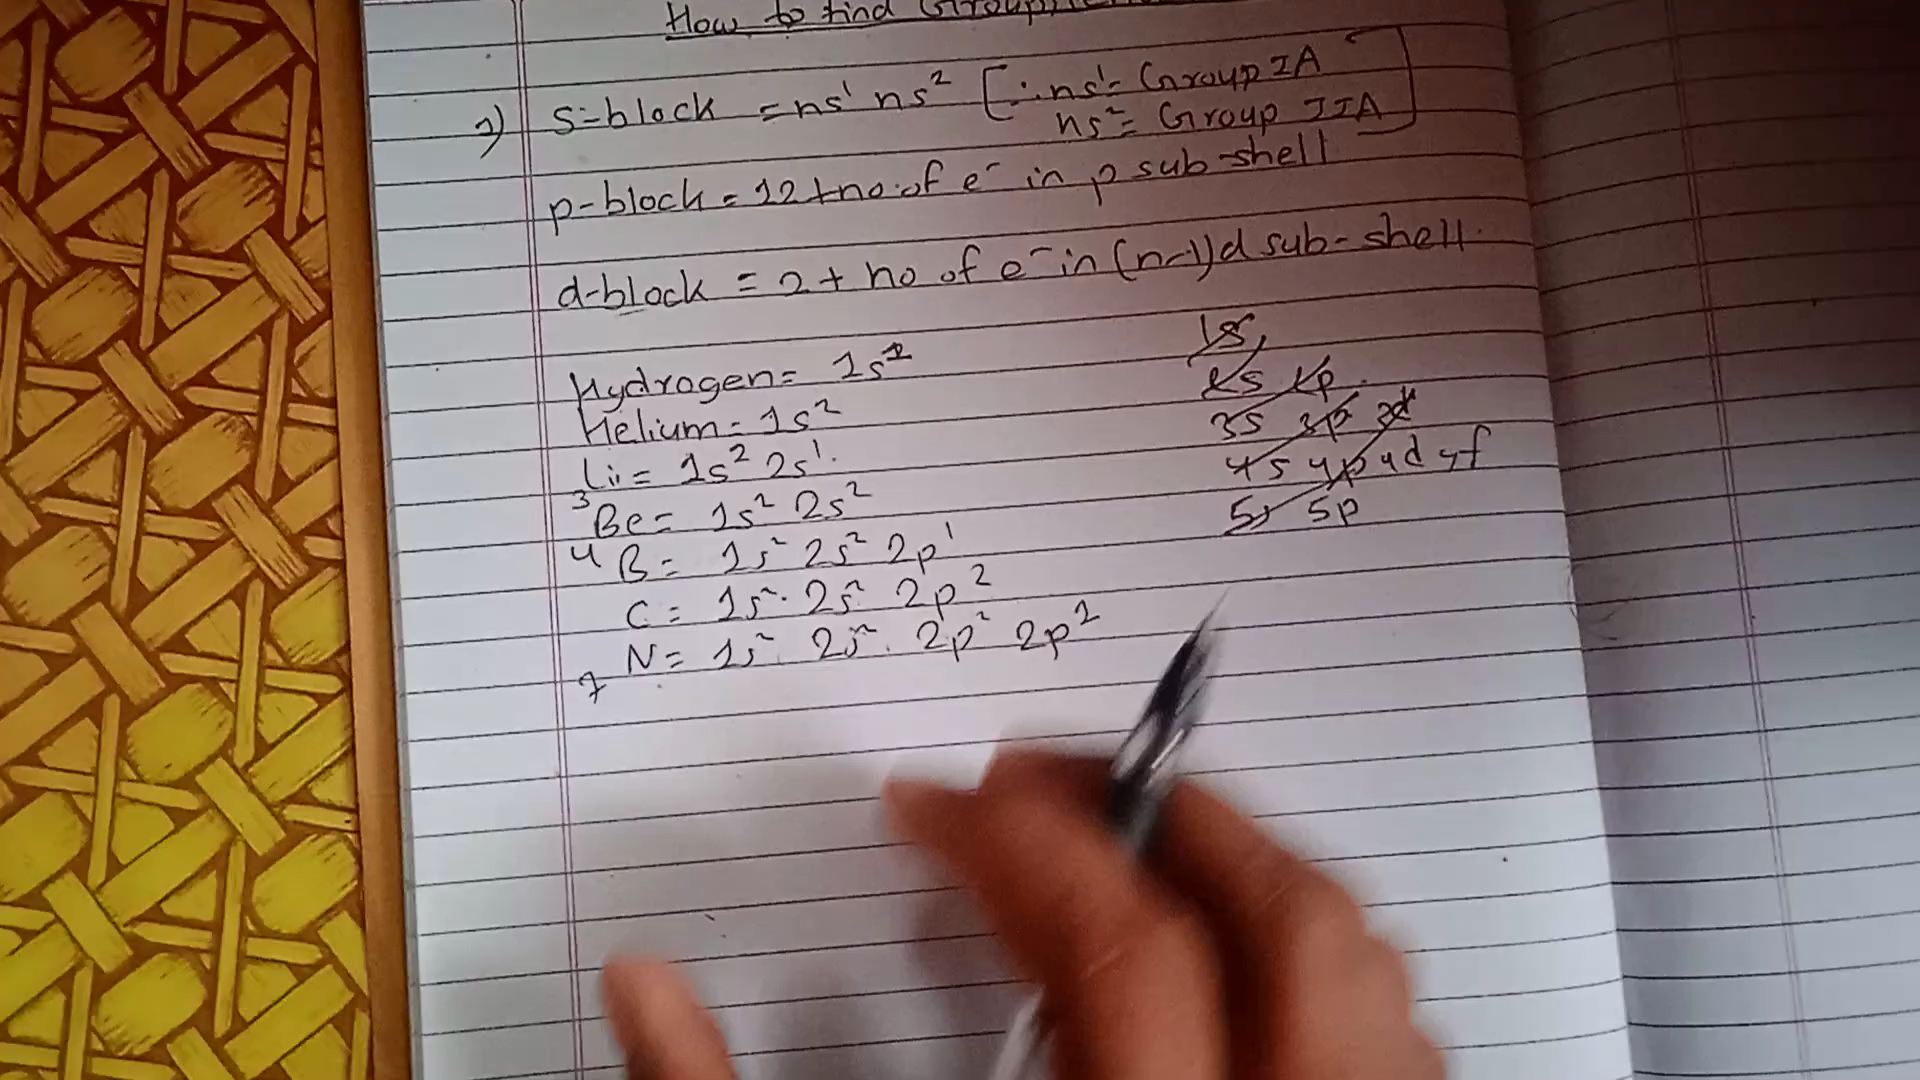 How to find Group
1) s-block = ns¹ ns² [∴ ns¹ = Group IA
ns² = Group IIA]
p-block = 12 + no. of e⁻ in p sub-shell
d-block = 2 + no of e⁻ in (n-1)d sub-shell.
Hydrogen = 1s¹
Helium = 1s²
Li = 1s² 2s¹.
3 Be = 1s² 2s²
4 B = 1s² 2s² 2p¹
C = 1s². 2s² 2p²
7 N = 1s². 2s². 2p² 2p¹
1s
2s 2p
3s 3p 3d
4s 4p 4d 4f
5s 5p